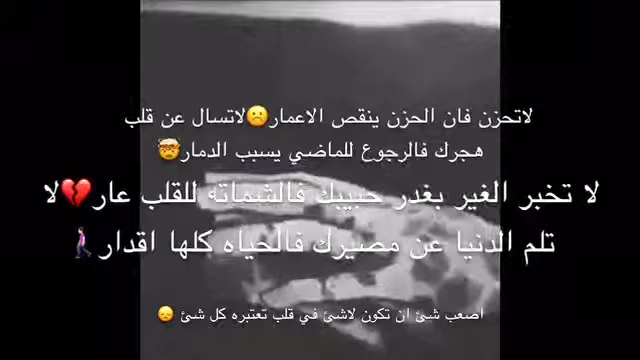 لاتحزن فان الحزن ينقص الاعمار☹️لاتسال عن قلب
هجرك فالرجوع للماضي يسبب الدمار🤯
لا تخبر الغير بغدر حبيبك فالشماته للقلب عار💔لا
تلم الدنيا عن مصيرك فالحياه كلها اقدار🚶
اصعب شئ ان تكون لاشئ في قلب تعتبره كل شئ 😞